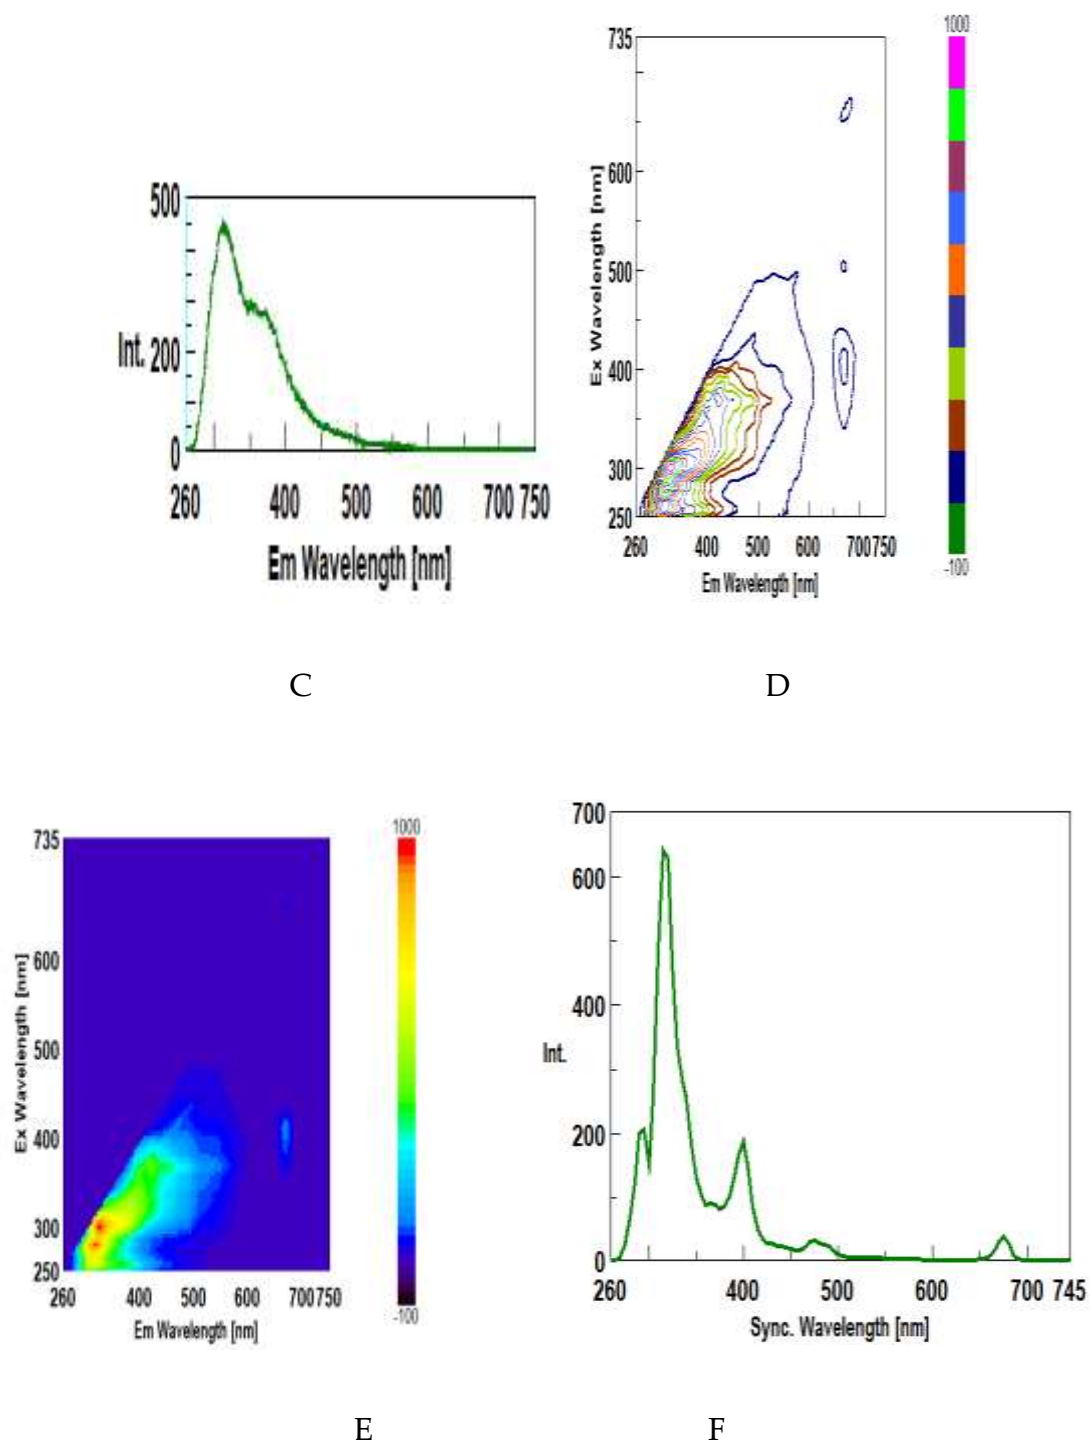 500
Int. 200
0
260 400 500 600 700 750
Em Wavelength [nm]
C
735
600
500
400
300
250
Ex Wavelength [nm]
260 400 500 600 700750
Em Wavelength [nm]
1000
-100
D
735
600
500
400
300
250
Ex Wavelength [nm]
260 400 500 600 700750
Em Wavelength [nm]
1000
-100
E
700
600
400
Int.
200
0
260 400 500 600 700 745
Sync. Wavelength [nm]
F